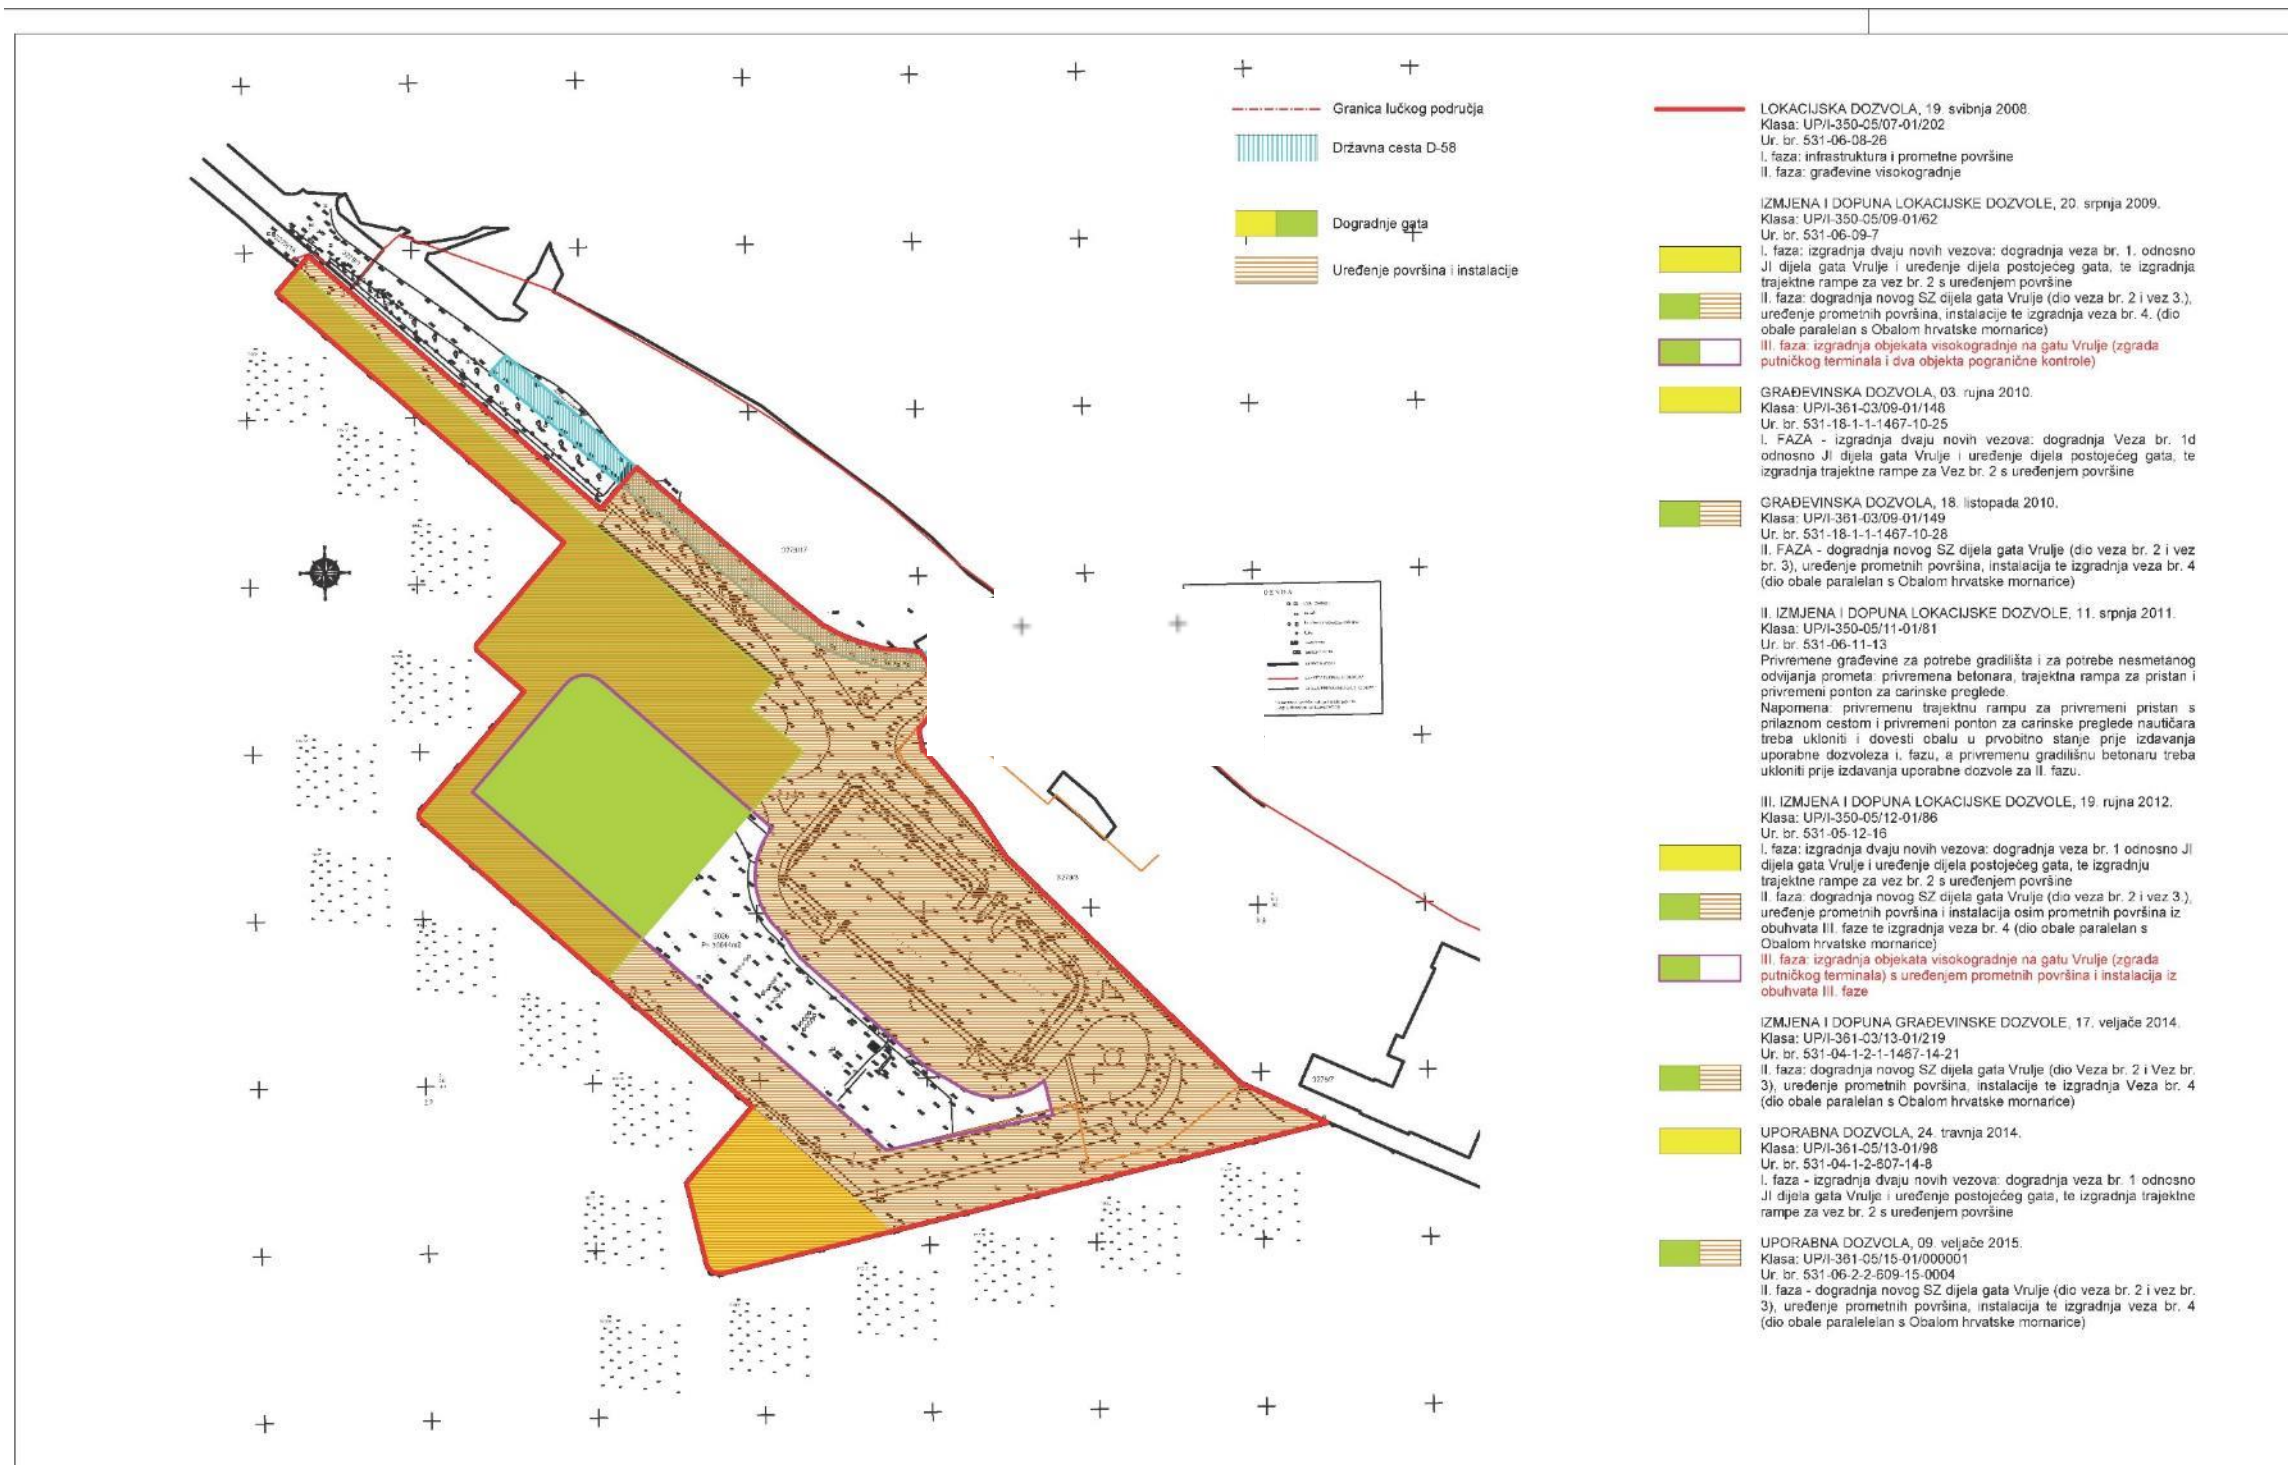 Granica lučkog područja
Državna cesta D-58
Dogradnje gata
Uređenje površina i instalacije
LOKACIJSKA DOZVOLA, 19. svibnja 2008.
Klasa: UP/I-350-05/07-01/202
Ur. br. 531-06-08-26
I. faza: infrastruktura i prometne površine
II. faza: građevine visokogradnje
IZMJENA I DOPUNA LOKACIJSKE DOZVOLE, 20. srpnja 2009.
Klasa: UP/I-350-05/09-01/62
Ur. br. 531-06-09-7
I. faza: izgradnja dvaju novih vezova: dogradnja veza br. 1. odnosno
JI dijela gata Vrulje i uređenje dijela postojećeg gata, te izgradnja
trajektne rampe za vez br. 2 s uređenjem površine
II. faza: dogradnja novog SZ dijela gata Vrulje (dio veza br. 2 i vez 3.),
uređenje prometnih površina, instalacije te izgradnja veza br. 4. (dio
obale paralelan s Obalom hrvatske mornarice)
III. faza: izgradnja objekata visokogradnje na gatu Vrulje (zgrada
putničkog terminala i dva objekta pogranične kontrole)
GRAĐEVINSKA DOZVOLA, 03. rujna 2010.
Klasa: UP/I-361-03/09-01/148
Ur. br. 531-18-1-1-1467-10-25
I. FAZA - izgradnja dvaju novih vezova: dogradnja Veza br. 1d
odnosno JI dijela gata Vrulje i uređenje dijela postojećeg gata, te
izgradnja trajektne rampe za Vez br. 2 s uređenjem površine
GRAĐEVINSKA DOZVOLA, 18. listopada 2010.
Klasa: UP/I-361-03/09-01/149
Ur. br. 531-18-1-1-1467-10-28
II. FAZA - dogradnja novog SZ dijela gata Vrulje (dio veza br. 2 i vez
br. 3), uređenje prometnih površina, instalacija te izgradnja veza br. 4
(dio obale paralelan s Obalom hrvatske mornarice)
II. IZMJENA I DOPUNA LOKACIJSKE DOZVOLE, 11. srpnja 2011.
Klasa: UP/I-350-05/11-01/81
Ur. br. 531-06-11-13
Privremene građevine za potrebe gradilišta i za potrebe nesmetanog
odvijanja prometa: privremena betonara, trajektna rampa za pristan i
privremeni ponton za carinske preglede.
Napomena: privremenu trajektnu rampu za privremeni pristan s
prilaznom cestom i privremeni ponton za carinske preglede nautičara
treba ukloniti i dovesti obalu u prvobitno stanje prije izdavanja
uporabne dozvoleza i. fazu, a privremenu gradilišnu betonaru treba
ukloniti prije izdavanja uporabne dozvole za II. fazu.
III. IZMJENA I DOPUNA LOKACIJSKE DOZVOLE, 19. rujna 2012.
Klasa: UP/I-350-05/12-01/86
Ur. br. 531-05-12-16
I. faza: izgradnja dvaju novih vezova: dogradnja veza br. 1 odnosno JI
dijela gata Vrulje i uređenje dijela postojećeg gata, te izgradnju
trajektne rampe za vez br. 2 s uređenjem površine
II. faza: dogradnja novog SZ dijela gata Vrulje (dio veza br. 2 i vez 3.),
uređenje prometnih površina i instalacija osim prometnih površina iz
obuhvata III. faze te izgradnja veza br. 4 (dio obale paralelan s
Obalom hrvatske mornarice)
III. faza: izgradnja objekata visokogradnje na gatu Vrulje (zgrada
putničkog terminala) s uređenjem prometnih površina i instalacija iz
obuhvata III. faze
IZMJENA I DOPUNA GRAĐEVINSKE DOZVOLE, 17. veljače 2014.
Klasa: UP/I-361-03/13-01/219
Ur. br. 531-04-1-2-1-1467-14-21
II. faza: dogradnja novog SZ dijela gata Vrulje (dio Veza br. 2 i Vez br.
3), uređenje prometnih površina, instalacije te izgradnja Veza br. 4
(dio obale paralelan s Obalom hrvatske mornarice)
UPORABNA DOZVOLA, 24. travnja 2014.
Klasa: UP/I-361-05/13-01/98
Ur. br. 531-04-1-2-607-14-8
I. faza - izgradnja dvaju novih vezova: dogradnja veza br. 1 odnosno
JI dijela gata Vrulje i uređenje postojećeg gata, te izgradnja trajektne
rampe za vez br. 2 s uređenjem površine
UPORABNA DOZVOLA, 09. veljače 2015.
Klasa: UP/I-361-05/15-01/000001
Ur. br. 531-06-2-2-609-15-0004
II. faza - dogradnja novog SZ dijela gata Vrulje (dio veza br. 2 i vez br.
3), uređenje prometnih površina, instalacija te izgradnja veza br. 4
(dio obale paralelelan s Obalom hrvatske mornarice)